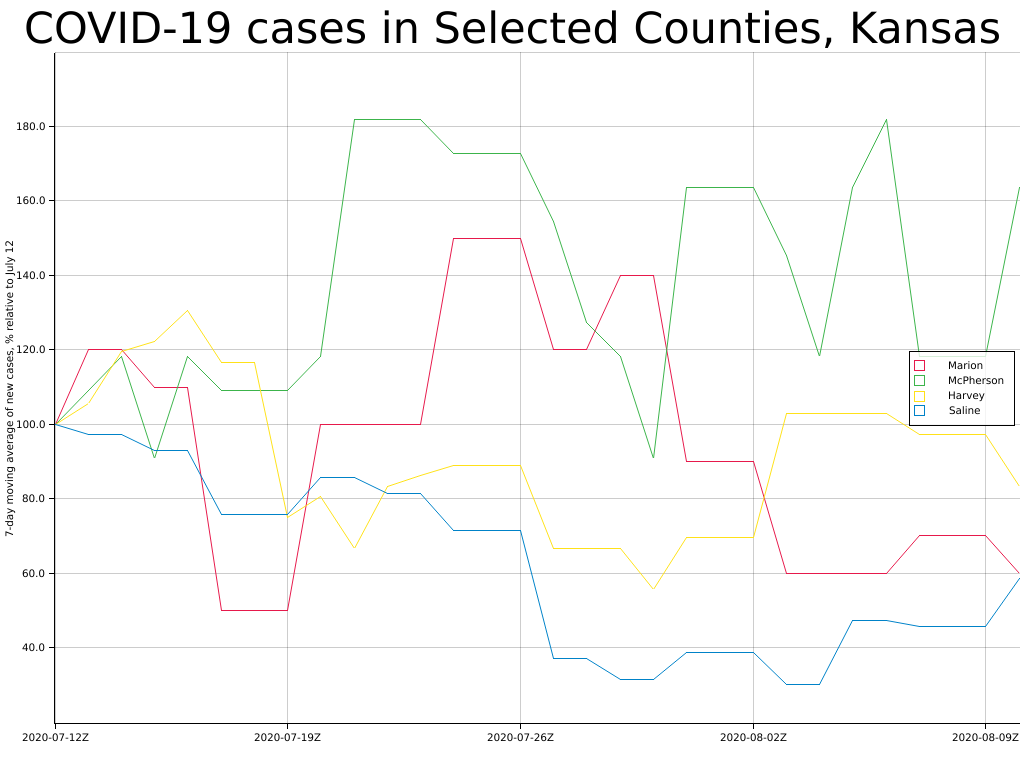 COVID-19 cases in Selected Counties, Kansas
7-day moving average of new cases, % relative to July 12
180.0
160.0
140.0
120.0
100.0
80.0
60.0
40.0
Marion
McPherson
Harvey
Saline
2020-07-12Z
2020-07-19Z
2020-07-26Z
2020-08-02Z
2020-08-09Z